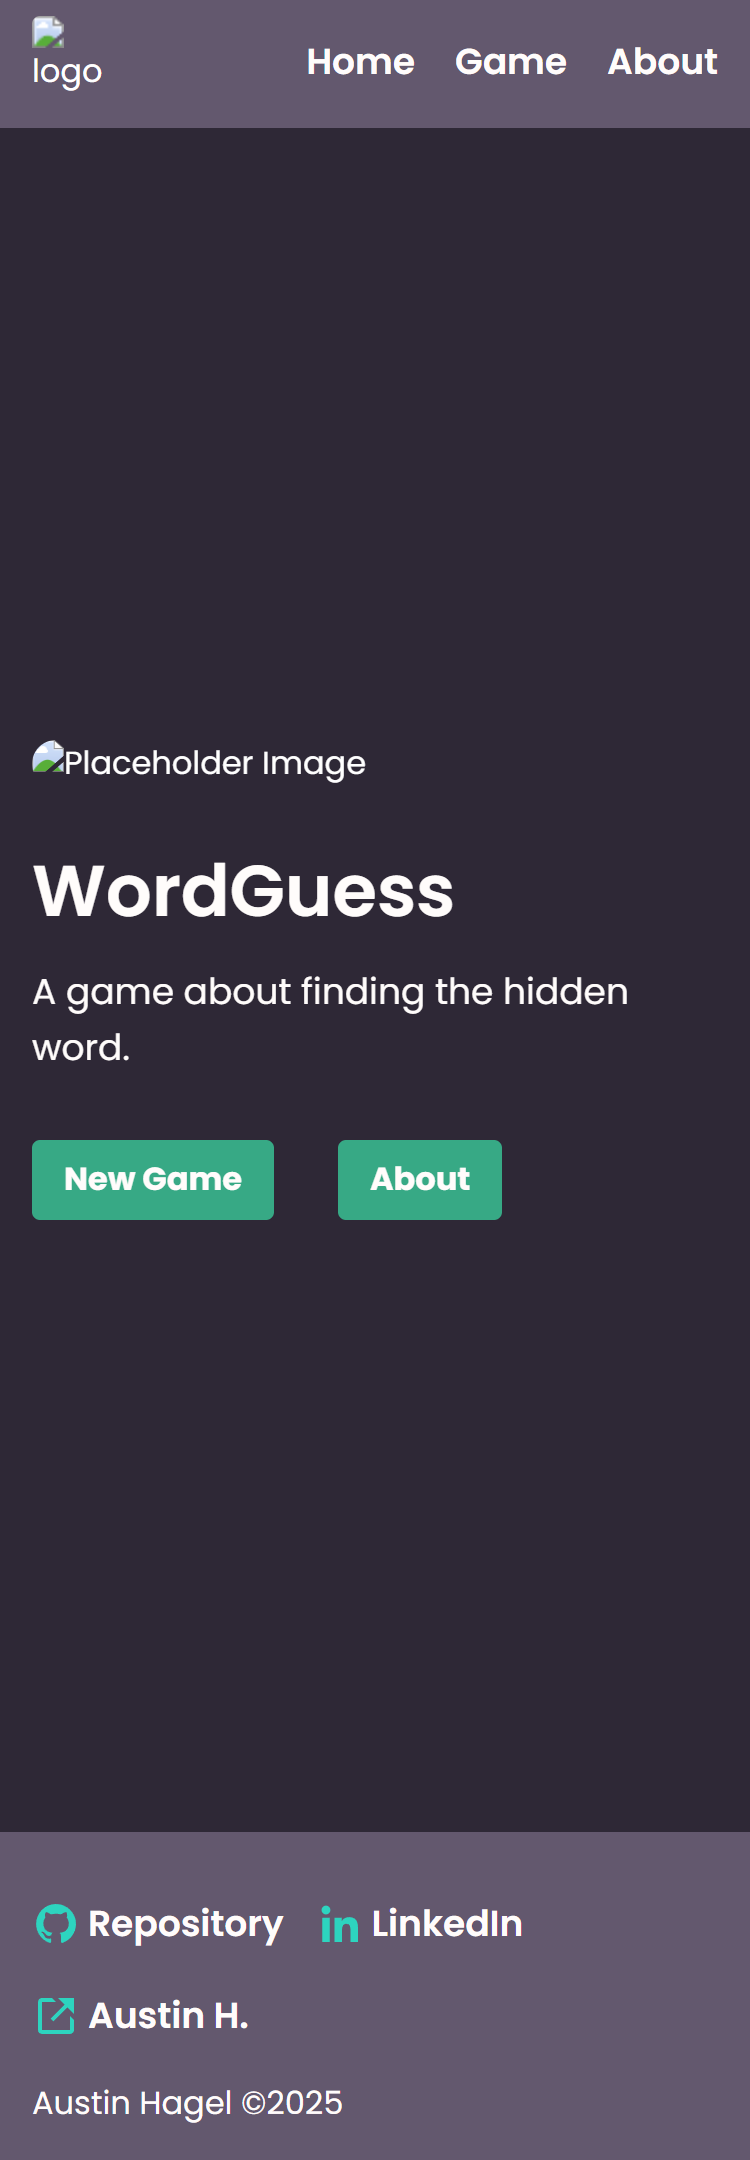 logo
Home Game About
Placeholder Image
WordGuess
A game about finding the hidden
word.
New Game About
Repository LinkedIn
Austin H.
Austin Hagel ©2025